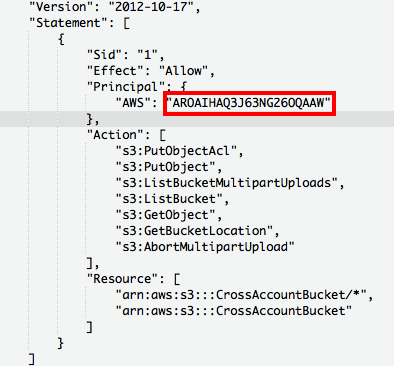 "Version": "2012-10-17",
"Statement": [
{
"Sid": "1",
"Effect": "Allow",
"Principal": {
"AWS": "AROAIHAQ3J63NGZ6OQAAW"
},
"Action": [
"s3:PutObjectAcl",
"s3:PutObject",
"s3:ListBucketMultipartUploads",
"s3:ListBucket",
"s3:GetObject",
"s3:GetBucketLocation",
"s3:AbortMultipartUpload"
],
"Resource": [
"arn:aws:s3:::CrossAccountBucket/*",
"arn:aws:s3:::CrossAccountBucket"
]
}
]